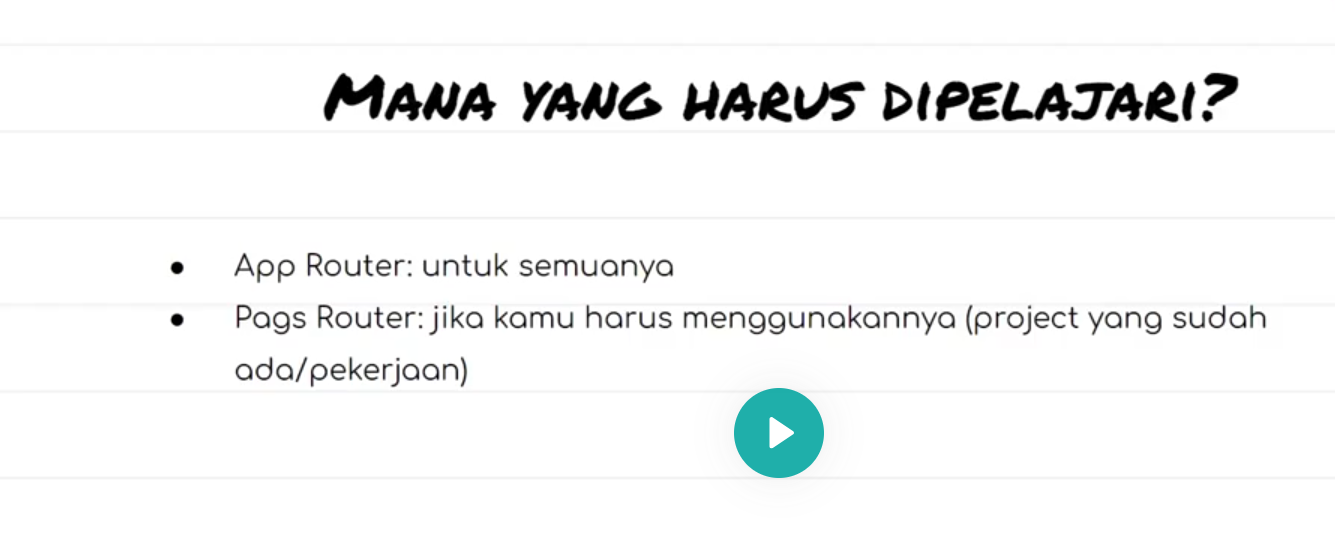 MANA YANG HARUS DIPELAJARI?
● App Router: untuk semuanya
● Pags Router: jika kamu harus menggunakannya (project yang sudah
ada/pekerjaan)